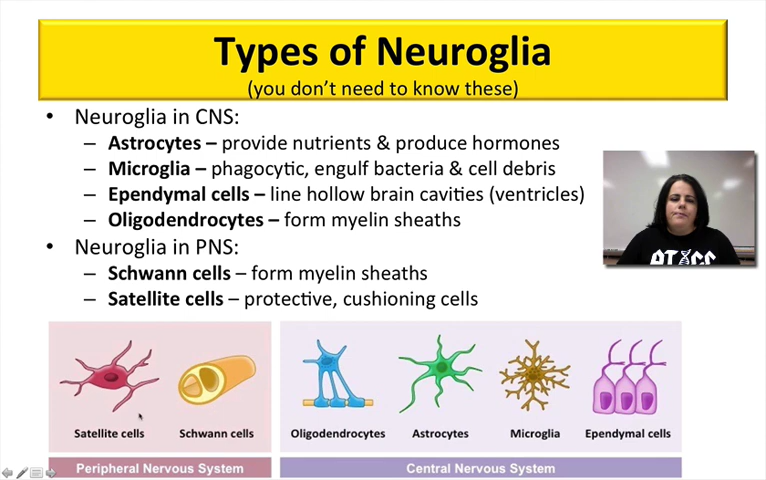 Types of Neuroglia
(you don't need to know these)
• Neuroglia in CNS:
– Astrocytes – provide nutrients & produce hormones
– Microglia – phagocytic, engulf bacteria & cell debris
– Ependymal cells – line hollow brain cavities (ventricles)
– Oligodendrocytes – form myelin sheaths
• Neuroglia in PNS:
– Schwann cells – form myelin sheaths
– Satellite cells – protective, cushioning cells
Satellite cells
Schwann cells
Oligodendrocytes
Astrocytes
Microglia
Ependymal cells
Peripheral Nervous System
Central Nervous System